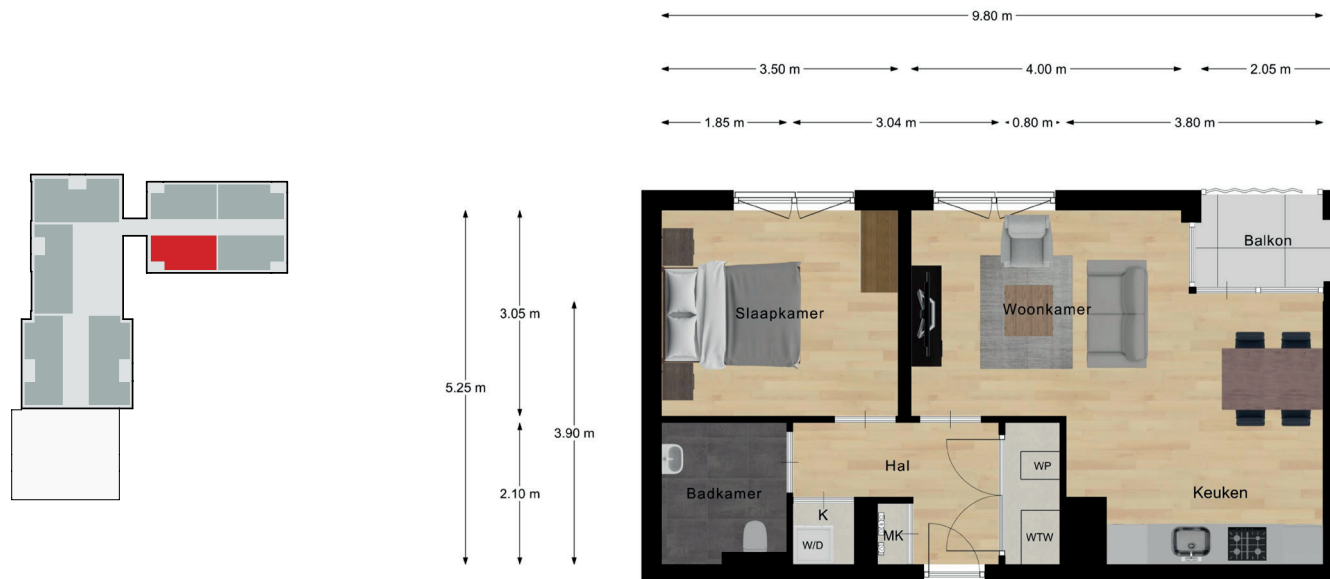 9.80 m
3.50 m
4.00 m
2.05 m
1.85 m
3.04 m
0.80 m
3.80 m
5.25 m
3.05 m
3.90 m
2.10 m
Slaapkamer
Woonkamer
Balkon
Badkamer
Hal
Keuken
K
W/D
MK
WP
WTW